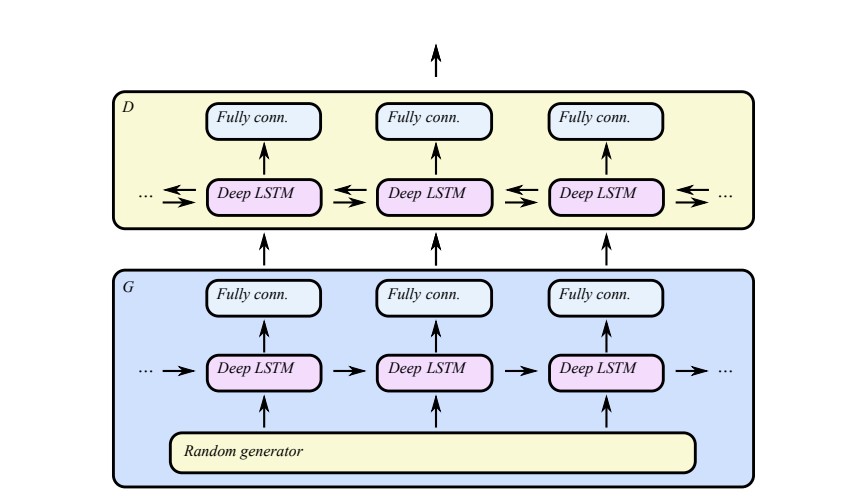 D
Fully conn. Fully conn. Fully conn.
... Deep LSTM Deep LSTM Deep LSTM ...
G
Fully conn. Fully conn. Fully conn.
... Deep LSTM Deep LSTM Deep LSTM ...
Random generator